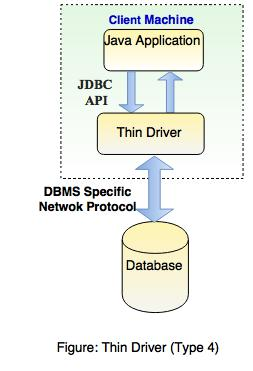 Client Machine
Java Application
JDBC
API
Thin Driver
DBMS Specific
Netwok Protocol
Database
Figure: Thin Driver (Type 4)